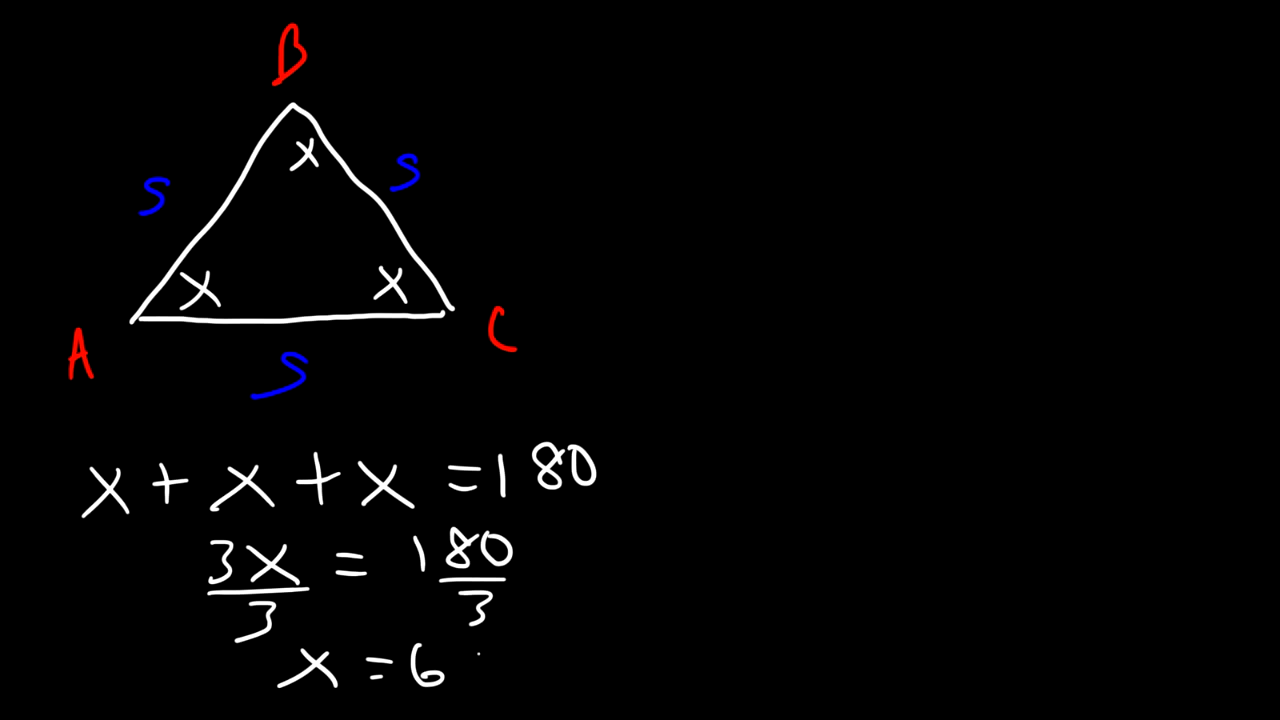 B
x
S
S
x
x
A
C
S
x + x + x = 180
3x = 180
3 3
x = 6